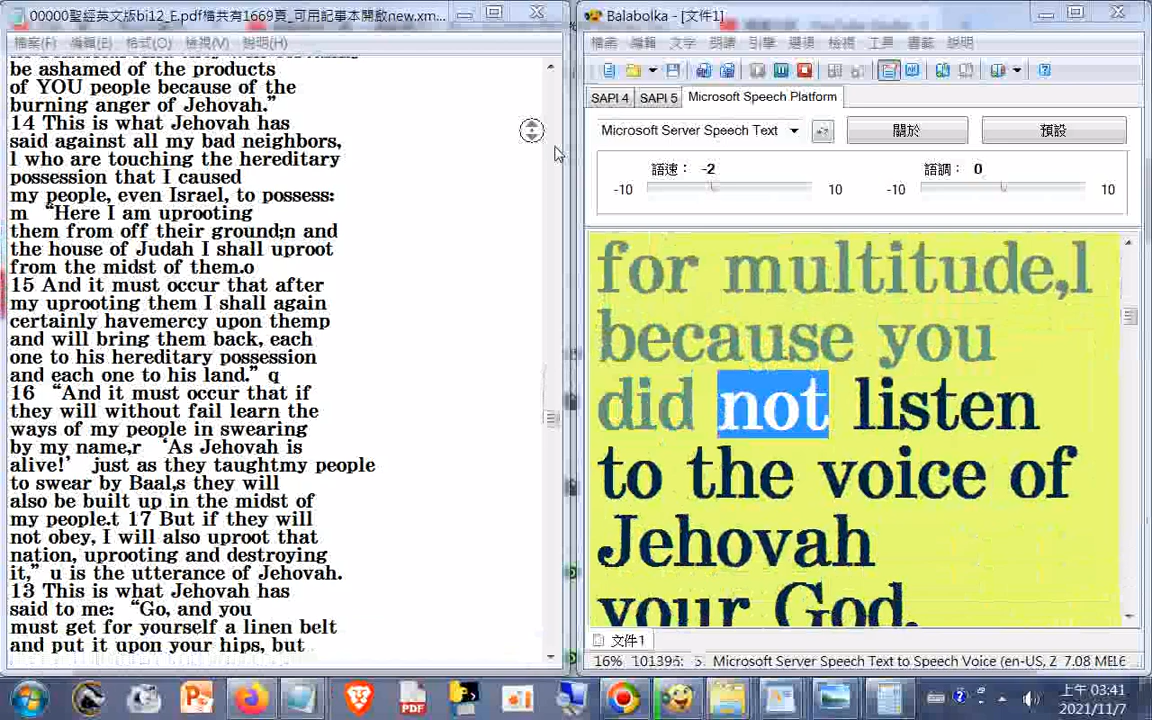 00000聖經英文版bi12_E.pdf檔共有1669頁_可用記事本開啟new.xm...
檔案(F) 編輯(E) 格式(O) 檢視(V) 說明(H)
be ashamed of the products
of YOU people because of the
burning anger of Jehovah.”
14 This is what Jehovah has
said against all my bad neighbors,
l who are touching the hereditary
possession that I caused
my people, even Israel, to possess:
m “Here I am uprooting
them from off their ground;n and
the house of Judah I shall uproot
from the midst of them.o
15 And it must occur that after
my uprooting them I shall again
certainly havemercy upon themp
and will bring them back, each
one to his hereditary possession
and each one to his land.” q
16 “And it must occur that if
they will without fail learn the
ways of my people in swearing
by my name,r ‘As Jehovah is
alive!’ just as they taughtmy people
to swear by Baal,s they will
also be built up in the midst of
my people.t 17 But if they will
not obey, I will also uproot that
nation, uprooting and destroying
it,” u is the utterance of Jehovah.
13 This is what Jehovah has
said to me: “Go, and you
must get for yourself a linen belt
and put it upon your hips, but
Balabolka - [文件1]
檔案 編輯 文字 朗讀 引擎 選項 檢視 工具 書籤 說明
SAPI 4 SAPI 5 Microsoft Speech Platform
Microsoft Server Speech Text 關於 預設
語速： -2 語調： 0
-10 10 -10 10
for multitude,l
because you
did not listen
to the voice of
Jehovah
your God.
文件1
16% 101395: Microsoft Server Speech Text to Speech Voice (en-US, Z 7.08 ME
PDF
上午 03:41
2021/11/7